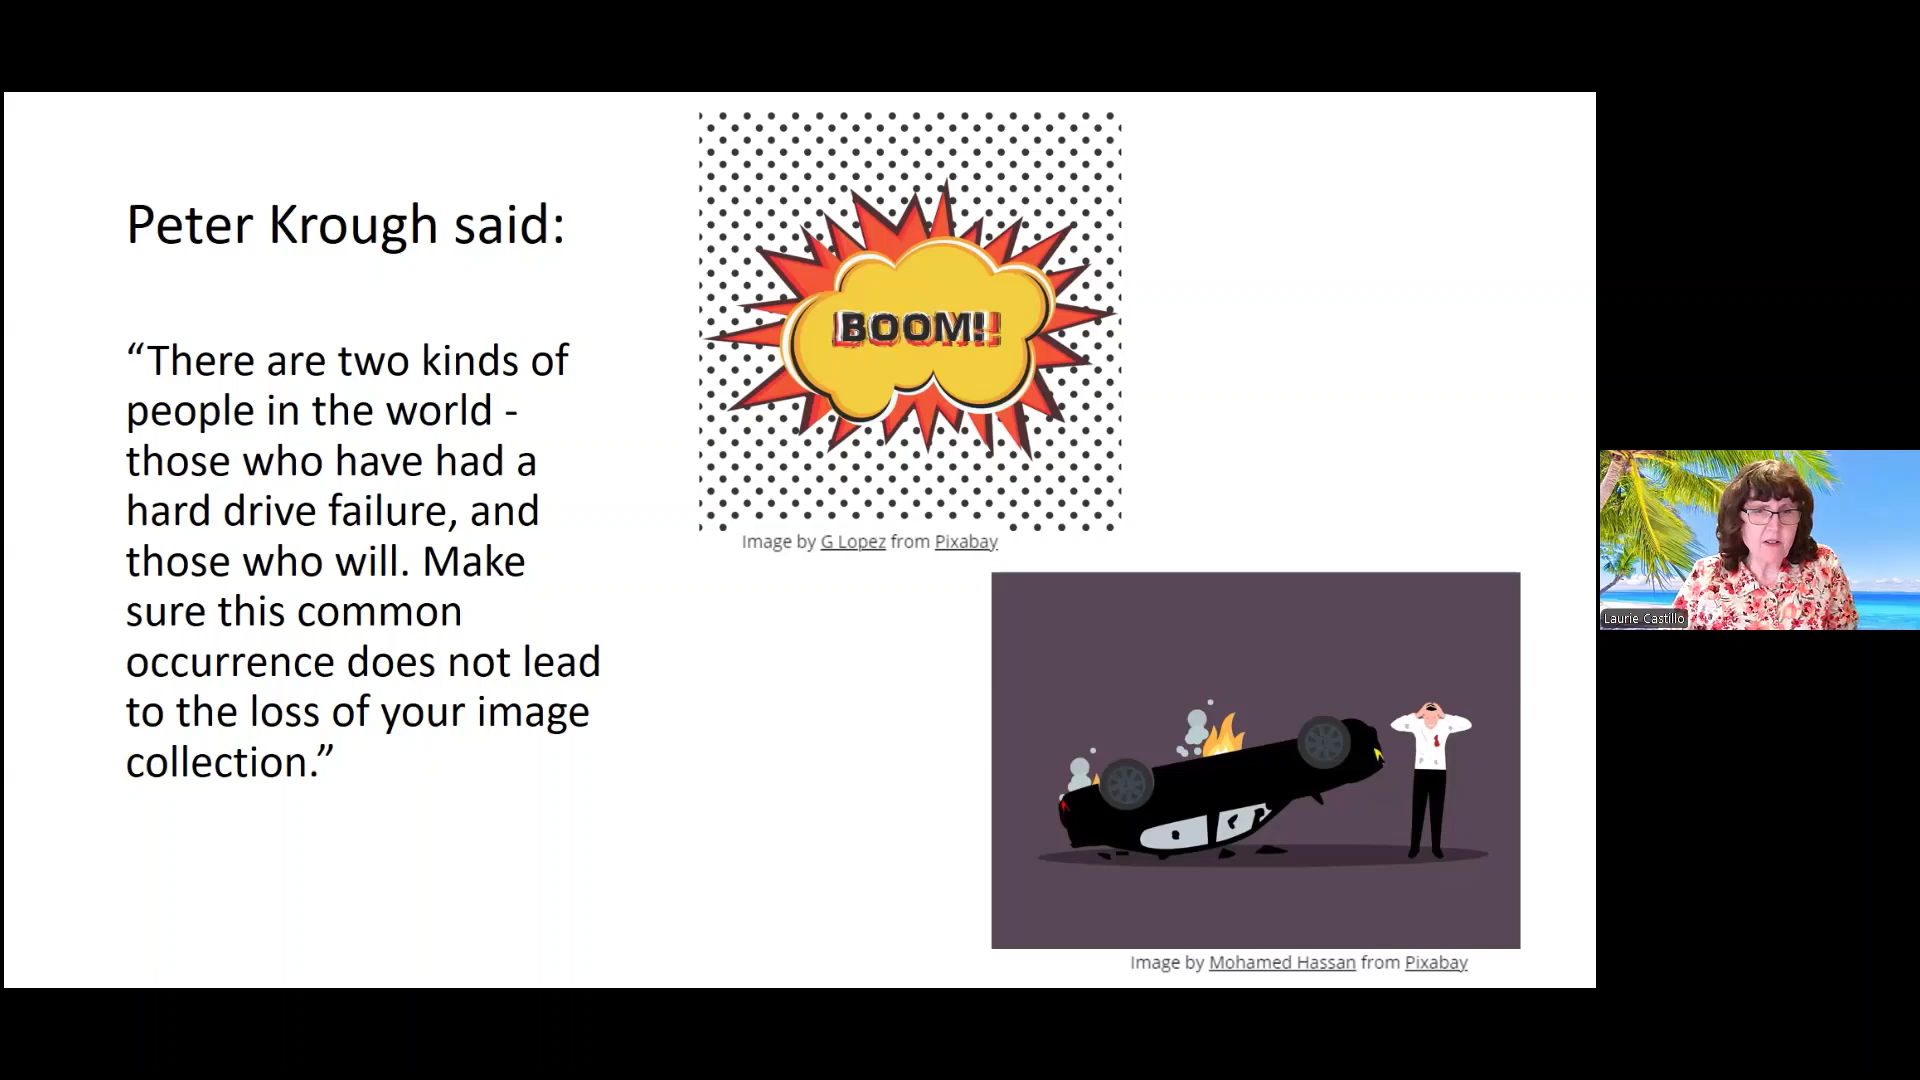 Peter Krough said:
“There are two kinds of
people in the world -
those who have had a
hard drive failure, and
those who will. Make
sure this common
occurrence does not lead
to the loss of your image
collection.”
BOOM!
Image by G Lopez from Pixabay
Image by Mohamed Hassan from Pixabay
Laurie Castillo